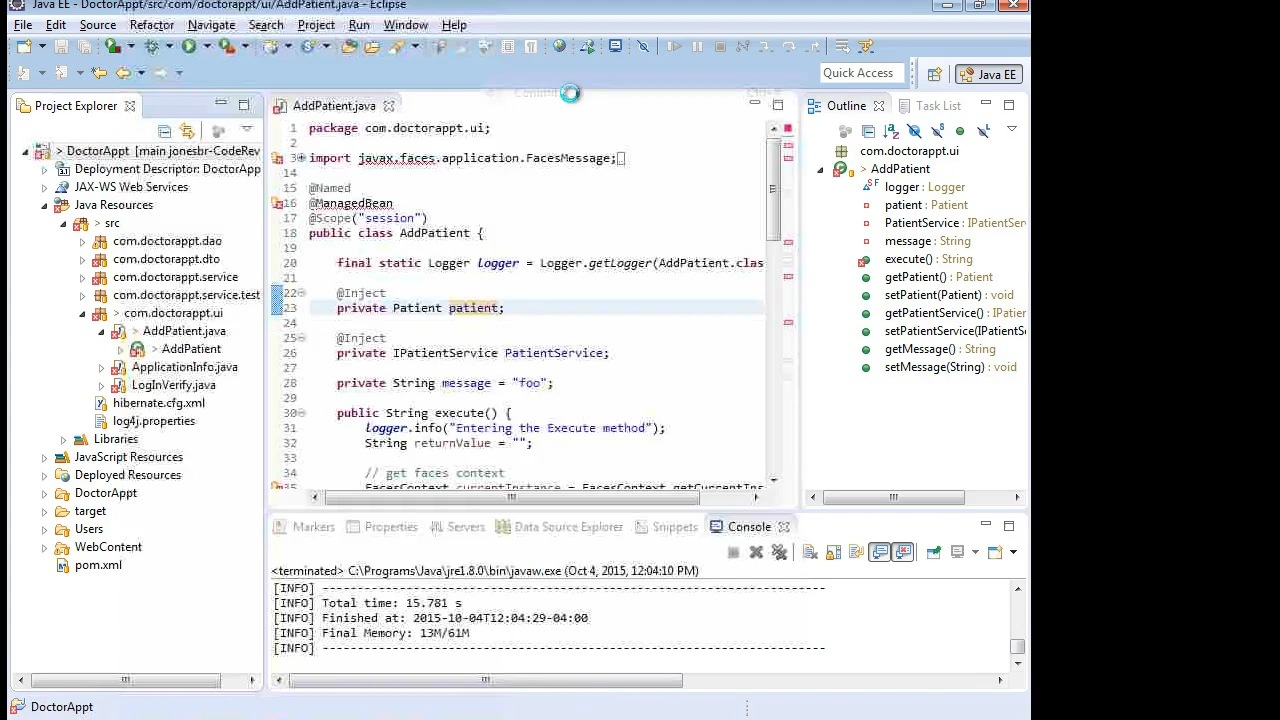 Java EE - DoctorAppt/src/com/doctorappt/ui/AddPatient.java - Eclipse
File Edit Source Refactor Navigate Search Project Run Window Help
Quick Access
Java EE
Project Explorer
> DoctorAppt [main jonesbr-CodeRev
Deployment Descriptor: DoctorApp
JAX-WS Web Services
Java Resources
> src
com.doctorappt.dao
com.doctorappt.dto
com.doctorappt.service
com.doctorappt.service.test
> com.doctorappt.ui
> AddPatient.java
> AddPatient
ApplicationInfo.java
LogInVerify.java
hibernate.cfg.xml
log4j.properties
Libraries
JavaScript Resources
Deployed Resources
DoctorAppt
target
Users
WebContent
pom.xml
AddPatient.java
1 package com.doctorappt.ui;
2
3 import javax.faces.application.FacesMessage;
14
15 @Named
16 @ManagedBean
17 @Scope("session")
18 public class AddPatient {
19
20 final static Logger logger = Logger.getLogger(AddPatient.clas
21
22 @Inject
23 private Patient patient;
24
25 @Inject
26 private IPatientService PatientService;
27
28 private String message = "foo";
29
30 public String execute() {
31 logger.info("Entering the Execute method");
32 String returnValue = "";
33
34 // get faces context
35 FacesContext currentInstance = FacesContext.getCurrentIns
Outline Task List
com.doctorappt.ui
> AddPatient
logger : Logger
patient : Patient
PatientService : IPatientS
message : String
execute() : String
getPatient() : Patient
setPatient(Patient) : void
getPatientService() : IPatier
setPatientService(IPatientS
getMessage() : String
setMessage(String) : void
Markers Properties Servers Data Source Explorer Snippets Console
<terminated> C:\Programs\Java\jre1.8.0\bin\javaw.exe (Oct 4, 2015, 12:04:10 PM)
[INFO] ------------------------------------------------------------------------
[INFO] Total time: 15.781 s
[INFO] Finished at: 2015-10-04T12:04:29-04:00
[INFO] Final Memory: 13M/61M
[INFO] ------------------------------------------------------------------------
DoctorAppt